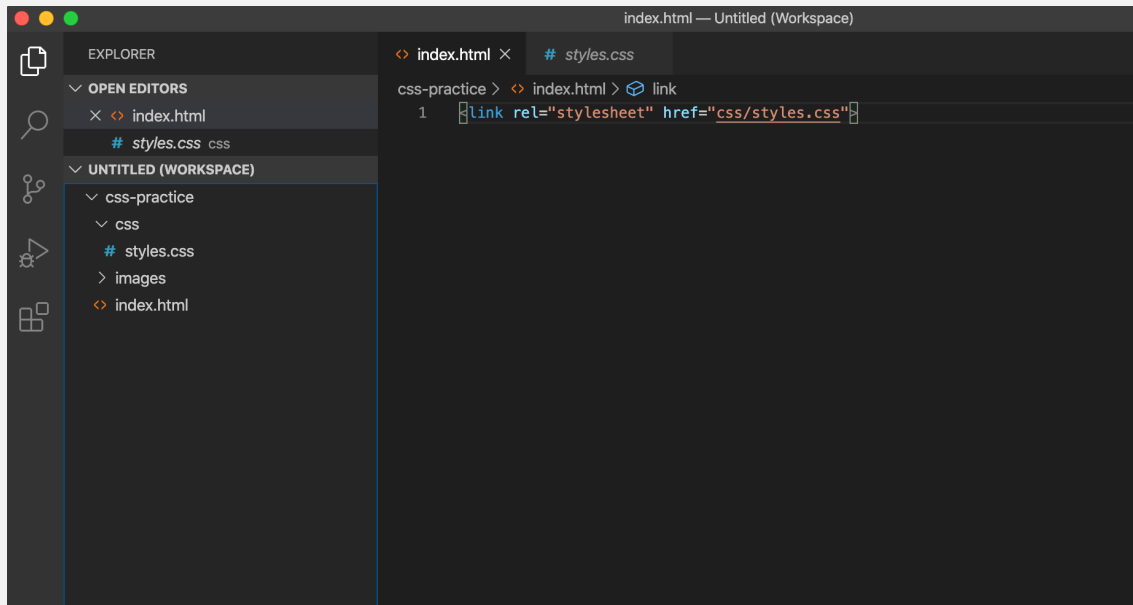 index.html — Untitled (Workspace)
EXPLORER
OPEN EDITORS
index.html
# styles.css css
UNTITLED (WORKSPACE)
css-practice
css
# styles.css
images
index.html
<> index.html ×
# styles.css
css-practice > <> index.html > link
1 <link rel="stylesheet" href="css/styles.css">